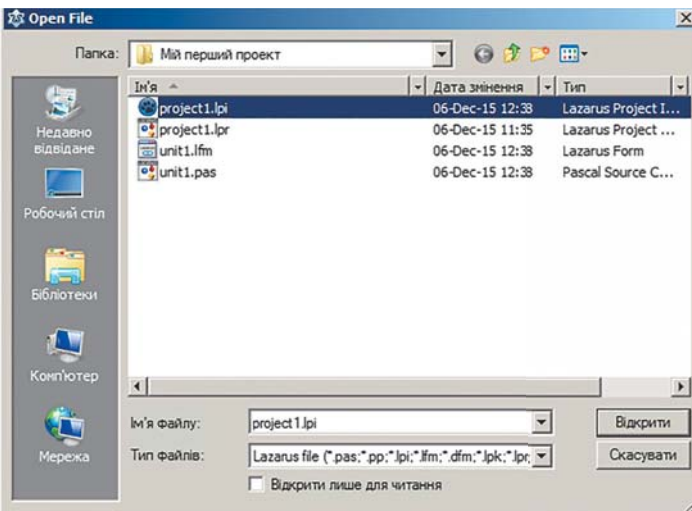 Open File
Папка: Мій перший проект
Ім'я Дата змінення Тип
project1.lpi 06-Dec-15 12:38 Lazarus Project I...
project1.lpr 06-Dec-15 11:35 Lazarus Project ...
unit1.lfm 06-Dec-15 12:38 Lazarus Form
unit1.pas 06-Dec-15 12:38 Pascal Source C...
Недавно
відвідане
Робочий стіл
Бібліотеки
Комп'ютер
Мережа
Ім'я файлу: project1.lpi Відкрити
Тип файлів: Lazarus file (*.pas;*.pp;*.lpi;*.lfm;*.dfm;*.lpk;*.lpr; Скасувати
Відкрити лише для читання